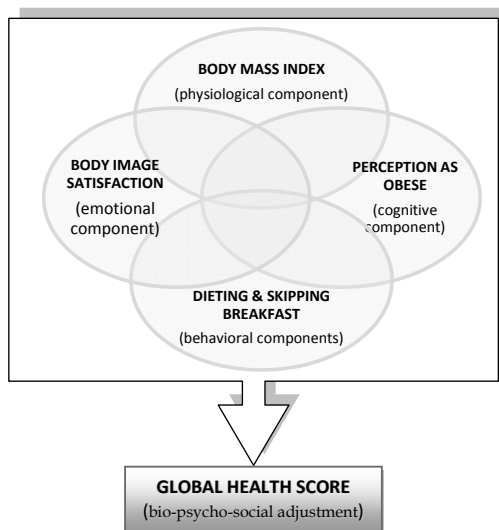 BODY MASS INDEX
(physiological component)
BODY IMAGE
SATISFACTION
(emotional
component)
PERCEPTION AS
OBESE
(cognitive
component)
DIETING & SKIPPING
BREAKFAST
(behavioral components)
GLOBAL HEALTH SCORE
(bio-psycho-social adjustment)